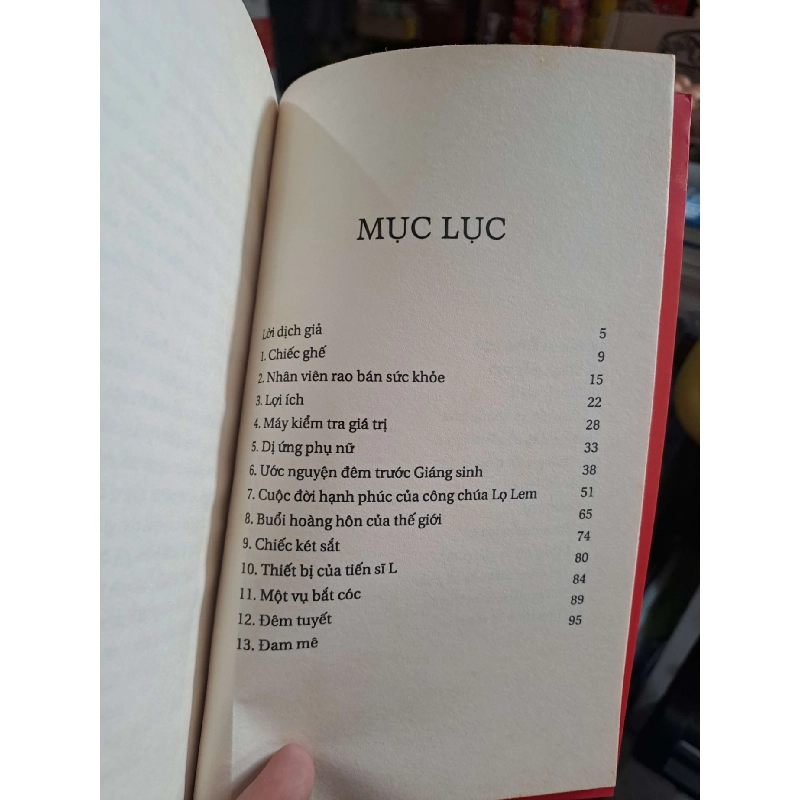 MỤC LỤC
Lời dịch giả 5
1. Chiếc ghế 9
2. Nhân viên rao bán sức khỏe 15
3. Lợi ích 22
4. Máy kiểm tra giá trị 28
5. Dị ứng phụ nữ 33
6. Ước nguyện đêm trước Giáng sinh 38
7. Cuộc đời hạnh phúc của công chúa Lọ Lem 51
8. Buổi hoàng hôn của thế giới 65
9. Chiếc két sắt 74
10. Thiết bị của tiến sĩ L 80
11. Một vụ bắt cóc 84
12. Đêm tuyết 89
13. Đam mê 95